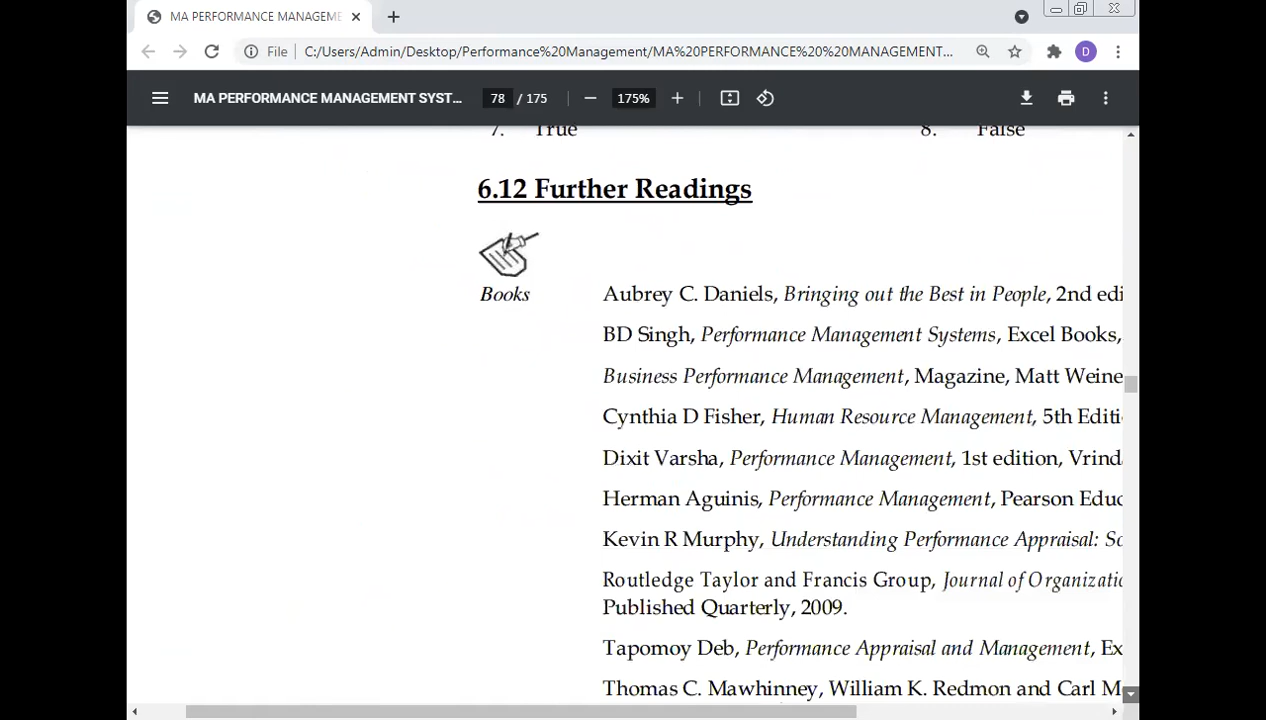 MA PERFORMANCE MANAGEME
File C:/Users/Admin/Desktop/Performance%20Management/MA%20PERFORMANCE%20%20MANAGEMENT... D
MA PERFORMANCE MANAGEMENT SYST... 78 / 175 175%
7. True 8. False
6.12 Further Readings
Books
Aubrey C. Daniels, Bringing out the Best in People, 2nd edi
BD Singh, Performance Management Systems, Excel Books,
Business Performance Management, Magazine, Matt Weine
Cynthia D Fisher, Human Resource Management, 5th Editi
Dixit Varsha, Performance Management, 1st edition, Vrind
Herman Aguinis, Performance Management, Pearson Educ
Kevin R Murphy, Understanding Performance Appraisal: So
Routledge Taylor and Francis Group, Journal of Organizatio
Published Quarterly, 2009.
Tapomoy Deb, Performance Appraisal and Management, Ex
Thomas C. Mawhinney, William K. Redmon and Carl M